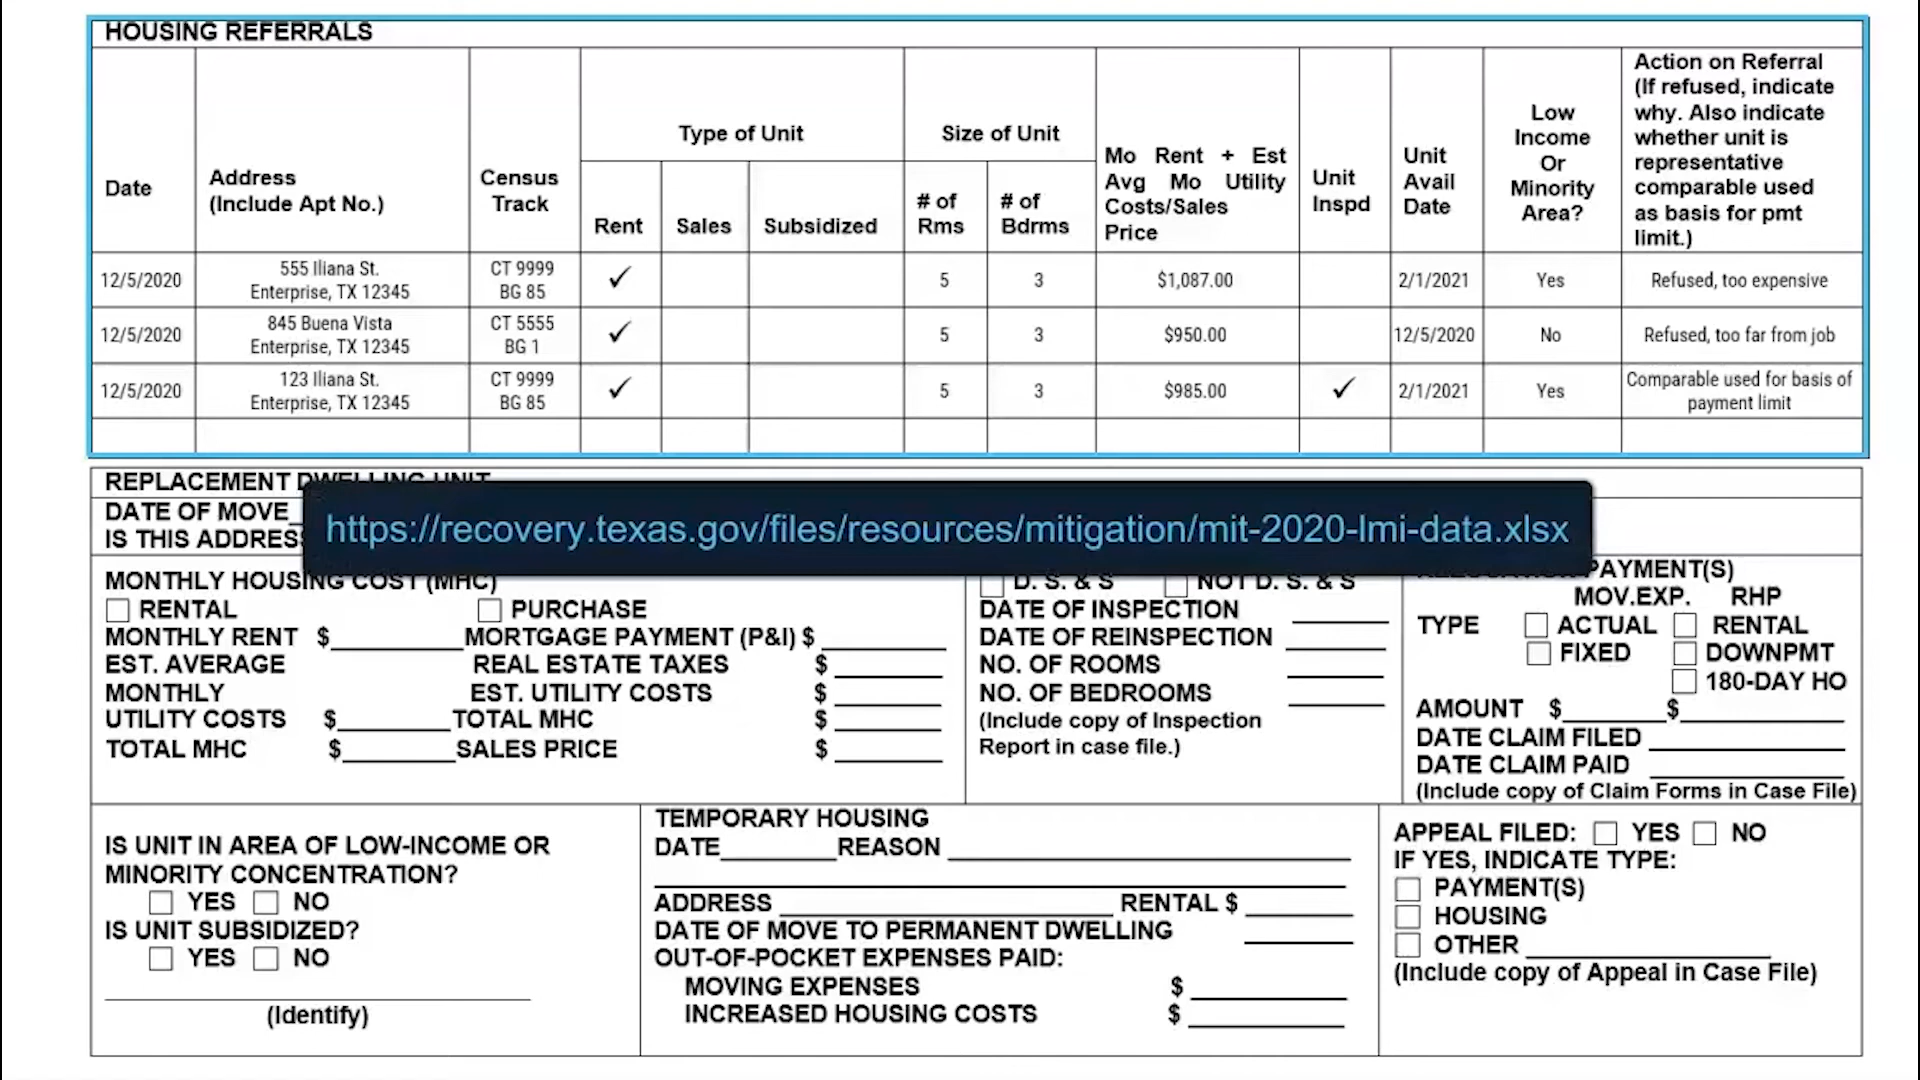 HOUSING REFERRALS
Date
Address
(Include Apt No.)
Census
Track
Type of Unit
Rent
Sales
Subsidized
Size of Unit
# of
Rms
# of
Bdrms
Mo Rent + Est
Avg Mo Utility
Costs/Sales
Price
Unit
Inspd
Unit
Avail
Date
Low
Income
Or
Minority
Area?
Action on Referral
(If refused, indicate
why. Also indicate
whether unit is
representative
comparable used
as basis for pmt
limit.)
12/5/2020
555 Iliana St.
Enterprise, TX 12345
CT 9999
BG 85
✓
5
3
$1,087.00
2/1/2021
Yes
Refused, too expensive
12/5/2020
845 Buena Vista
Enterprise, TX 12345
CT 5555
BG 1
✓
5
3
$950.00
12/5/2020
No
Refused, too far from job
12/5/2020
123 Iliana St.
Enterprise, TX 12345
CT 9999
BG 85
✓
5
3
$985.00
✓
2/1/2021
Yes
Comparable used for basis of
payment limit
REPLACEMENT DWELLING UNIT
DATE OF MOVE_
IS THIS ADDRES
https://recovery.texas.gov/files/resources/mitigation/mit-2020-lmi-data.xlsx
MONTHLY HOUSING COST (MHC)
RENTAL
PURCHASE
MONTHLY RENT $ MORTGAGE PAYMENT (P&I) $
EST. AVERAGE REAL ESTATE TAXES $
MONTHLY EST. UTILITY COSTS $
UTILITY COSTS $ TOTAL MHC $
TOTAL MHC $ SALES PRICE $
D. S. & S NOT D. S. & S
DATE OF INSPECTION
DATE OF REINSPECTION
NO. OF ROOMS
NO. OF BEDROOMS
(Include copy of Inspection
Report in case file.)
PAYMENT(S)
MOV.EXP. RHP
TYPE ACTUAL RENTAL
FIXED DOWNPMT
180-DAY HO
AMOUNT $ $
DATE CLAIM FILED
DATE CLAIM PAID
(Include copy of Claim Forms in Case File)
IS UNIT IN AREA OF LOW-INCOME OR
MINORITY CONCENTRATION?
YES NO
IS UNIT SUBSIDIZED?
YES NO
(Identify)
TEMPORARY HOUSING
DATE REASON
ADDRESS RENTAL $
DATE OF MOVE TO PERMANENT DWELLING
OUT-OF-POCKET EXPENSES PAID:
MOVING EXPENSES $
INCREASED HOUSING COSTS $
APPEAL FILED: YES NO
IF YES, INDICATE TYPE:
PAYMENT(S)
HOUSING
OTHER
(Include copy of Appeal in Case File)